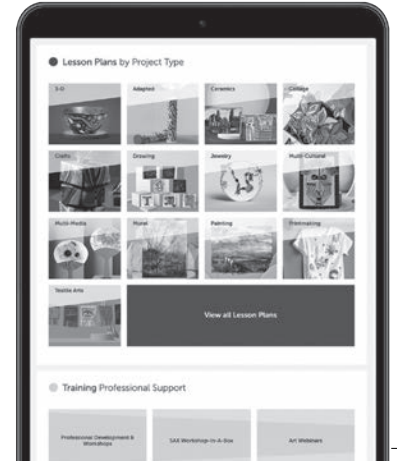 Lesson Plans by Project Type
3-D
Adapted
Ceramics
Collage
Crafts
Drawing
Jewelry
Multi-Cultural
Multi-Media
Mural
Painting
Printmaking
Textile Arts
View all Lesson Plans
Training Professional Support
Professional Development &
Workshops
SAX Workshop-in-A-Box
Art Webinars